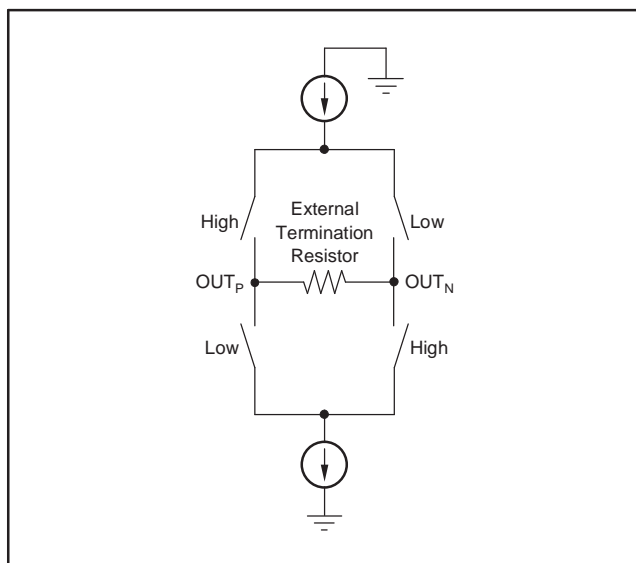 External
Termination
Resistor
High
Low
OUTP
OUTN
Low
High